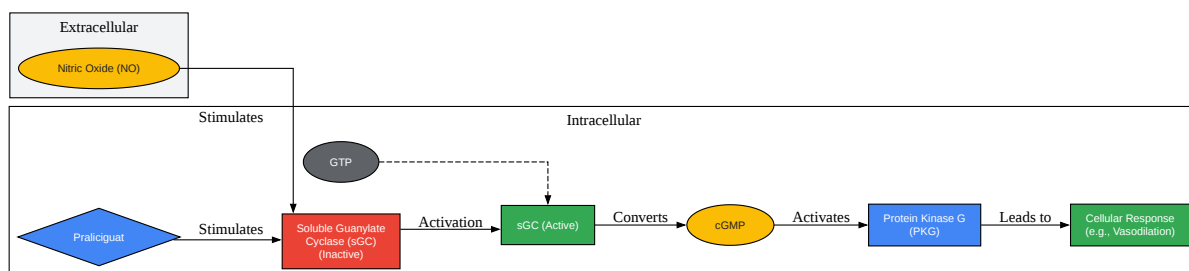 Extracellular
Nitric Oxide (NO)
Stimulates
Intracellular
GTP
Praliciguat
Stimulates
Soluble Guanylate
Cyclase (sGC)
(Inactive)
Activation
sGC (Active)
Converts
cGMP
Activates
Protein Kinase G
(PKG)
Leads to
Cellular Response
(e.g., Vasodilation)